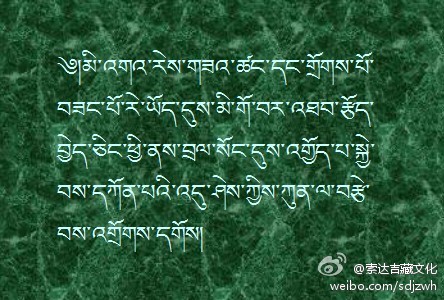 ༄༅།མི་འགའ་རེས་གཟའ་ཚང་དང་གྲོགས་པོ་
བཟང་པོ་རེ་ཡོད་དུས་མི་གོ་བར་འཐབ་རྩོད་
བྱེད་ཅིང་ཕྱི་ནས་བྲལ་སོང་དུས་འགྱོད་པ་སྐྱེ་
བས་དཀོན་པའི་འདུ་ཤེས་ཀྱིས་ཀུན་ལ་བརྩེ་
བས་འགྲོགས་དགོས།
@索达吉藏文化
weibo.com/sdjzwh